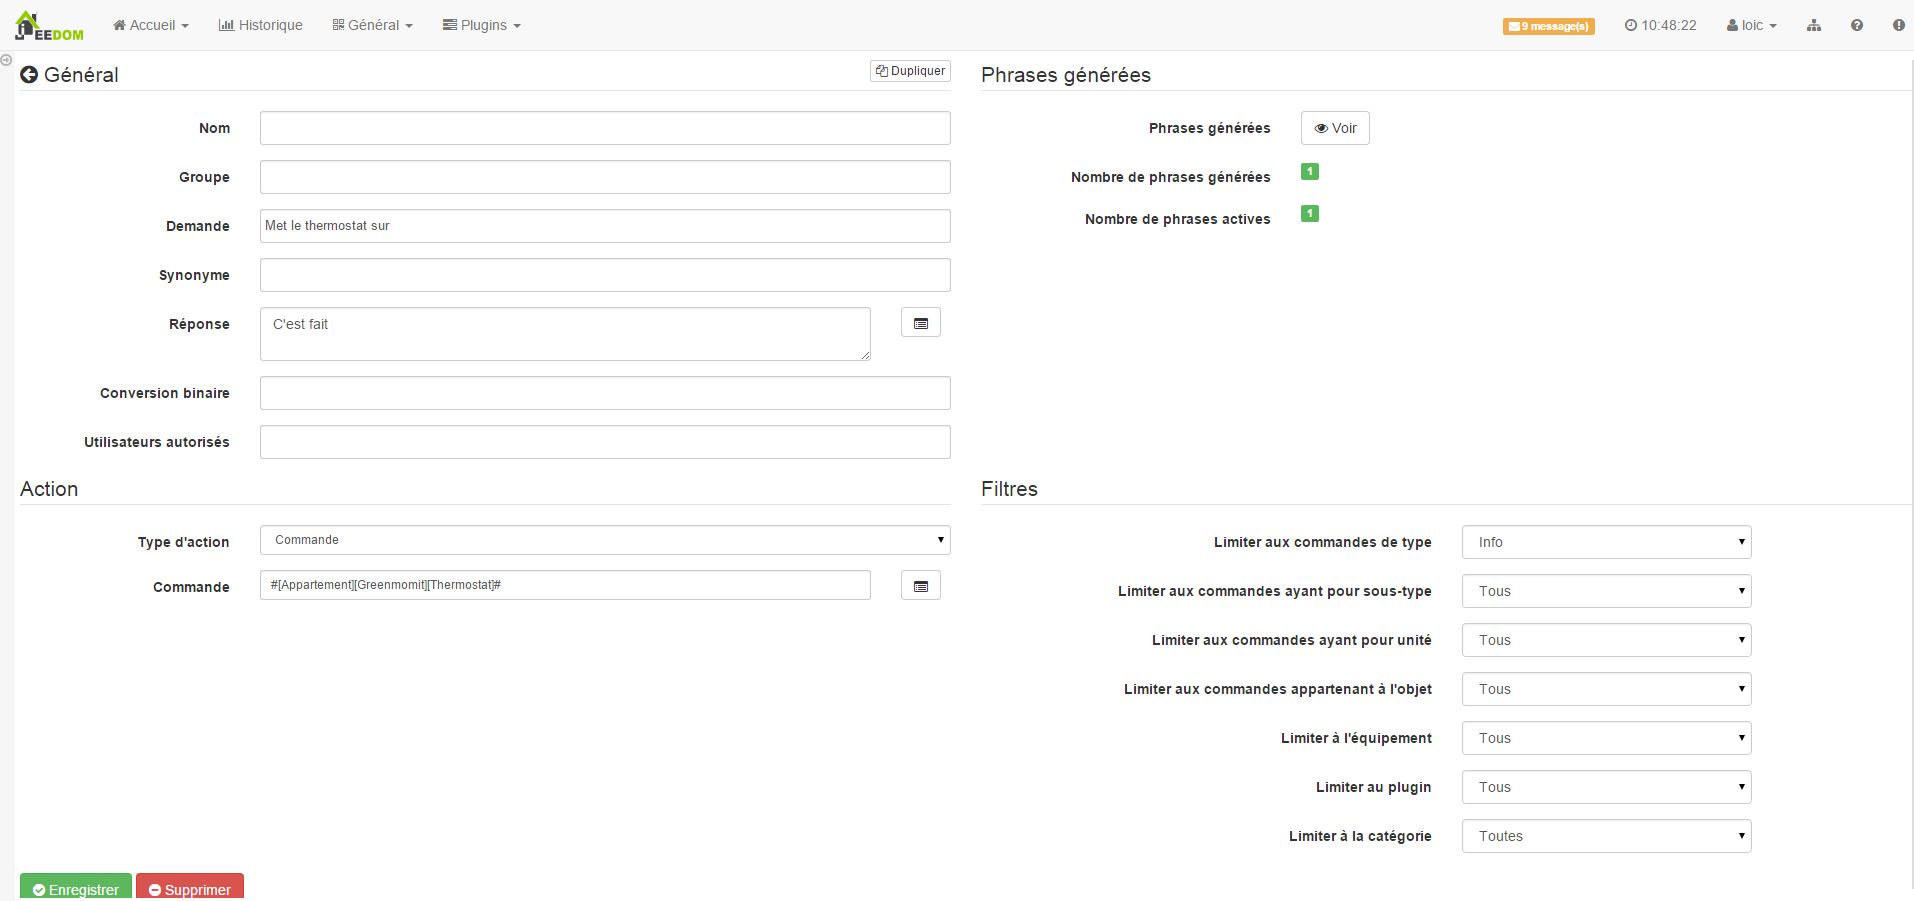 JEEDOM Accueil Historique Général Plugins 9 message(s) 10:48:22 loic
Général Dupliquer
Nom
Groupe
Demande Met le thermostat sur
Synonyme
Réponse C'est fait
Conversion binaire
Utilisateurs autorisés
Phrases générées
Phrases générées Voir
Nombre de phrases générées 1
Nombre de phrases actives 1
Action
Type d'action Commande
Commande #[Appartement][Greenmomit][Thermostat]#
Filtres
Limiter aux commandes de type Info
Limiter aux commandes ayant pour sous-type Tous
Limiter aux commandes ayant pour unité Tous
Limiter aux commandes appartenant à l'objet Tous
Limiter à l'équipement Tous
Limiter au plugin Tous
Limiter à la catégorie Toutes
Enregistrer Supprimer